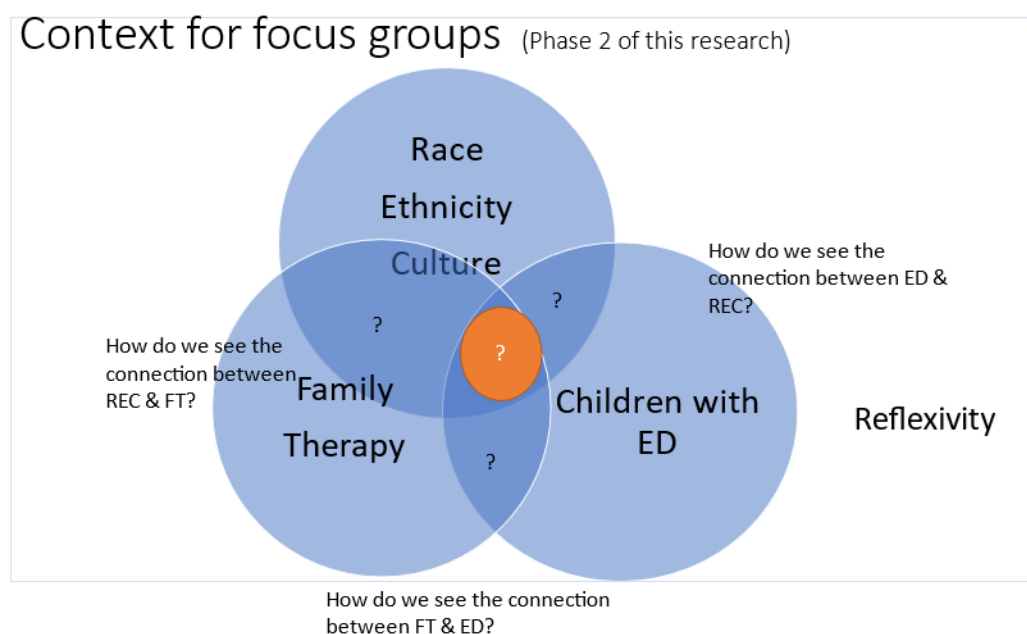 Context for focus groups (Phase 2 of this research)
Race
Ethnicity
Culture
How do we see the
connection between ED &
REC?
?
?
?
How do we see the
connection between
REC & FT?
Family
Therapy
Children with
ED
Reflexivity
?
How do we see the connection
between FT & ED?